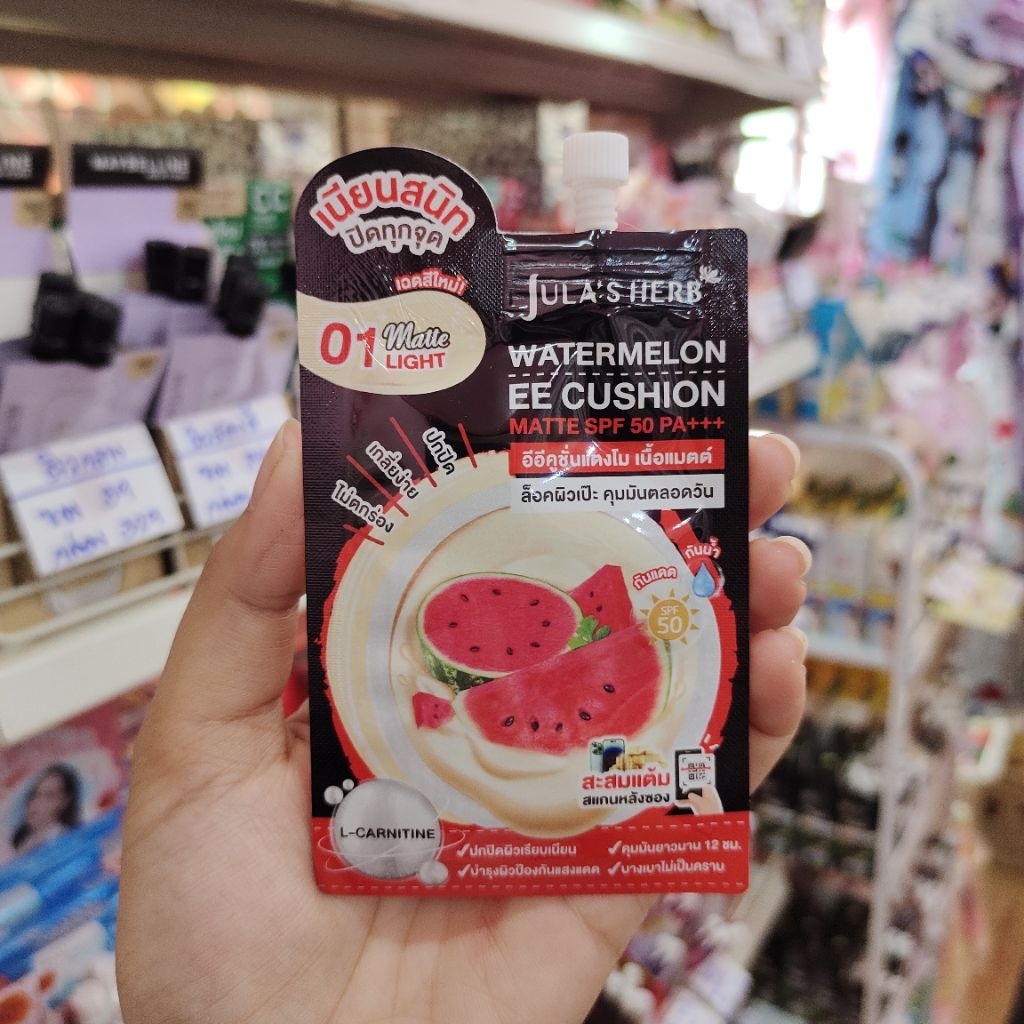 เนียนสนิท
ปิดทุกจุด
เฉดสีใหม่!
01 Matte
LIGHT
JULA'S HERB
WATERMELON
EE CUSHION
MATTE SPF 50 PA+++
อีอีคูชั่นแตงโม เนื้อแมตต์
ล็อคผิวเป๊ะ คุมมันตลอดวัน
ปกปิด
เกลี่ยง่าย
ไม่ดรอป
กันน้ำ
กันแดด
SPF
50
สะสมแต้ม
สแกนหลังซอง
L-CARNITINE
✓ปกปิดผิวเรียบเนียน ✓คุมมันยาวนาน 12 ชม.
✓บำรุงผิวป้องกันแสงแดด ✓บางเบาไม่เป็นคราบ
MAYBELLINE
CC